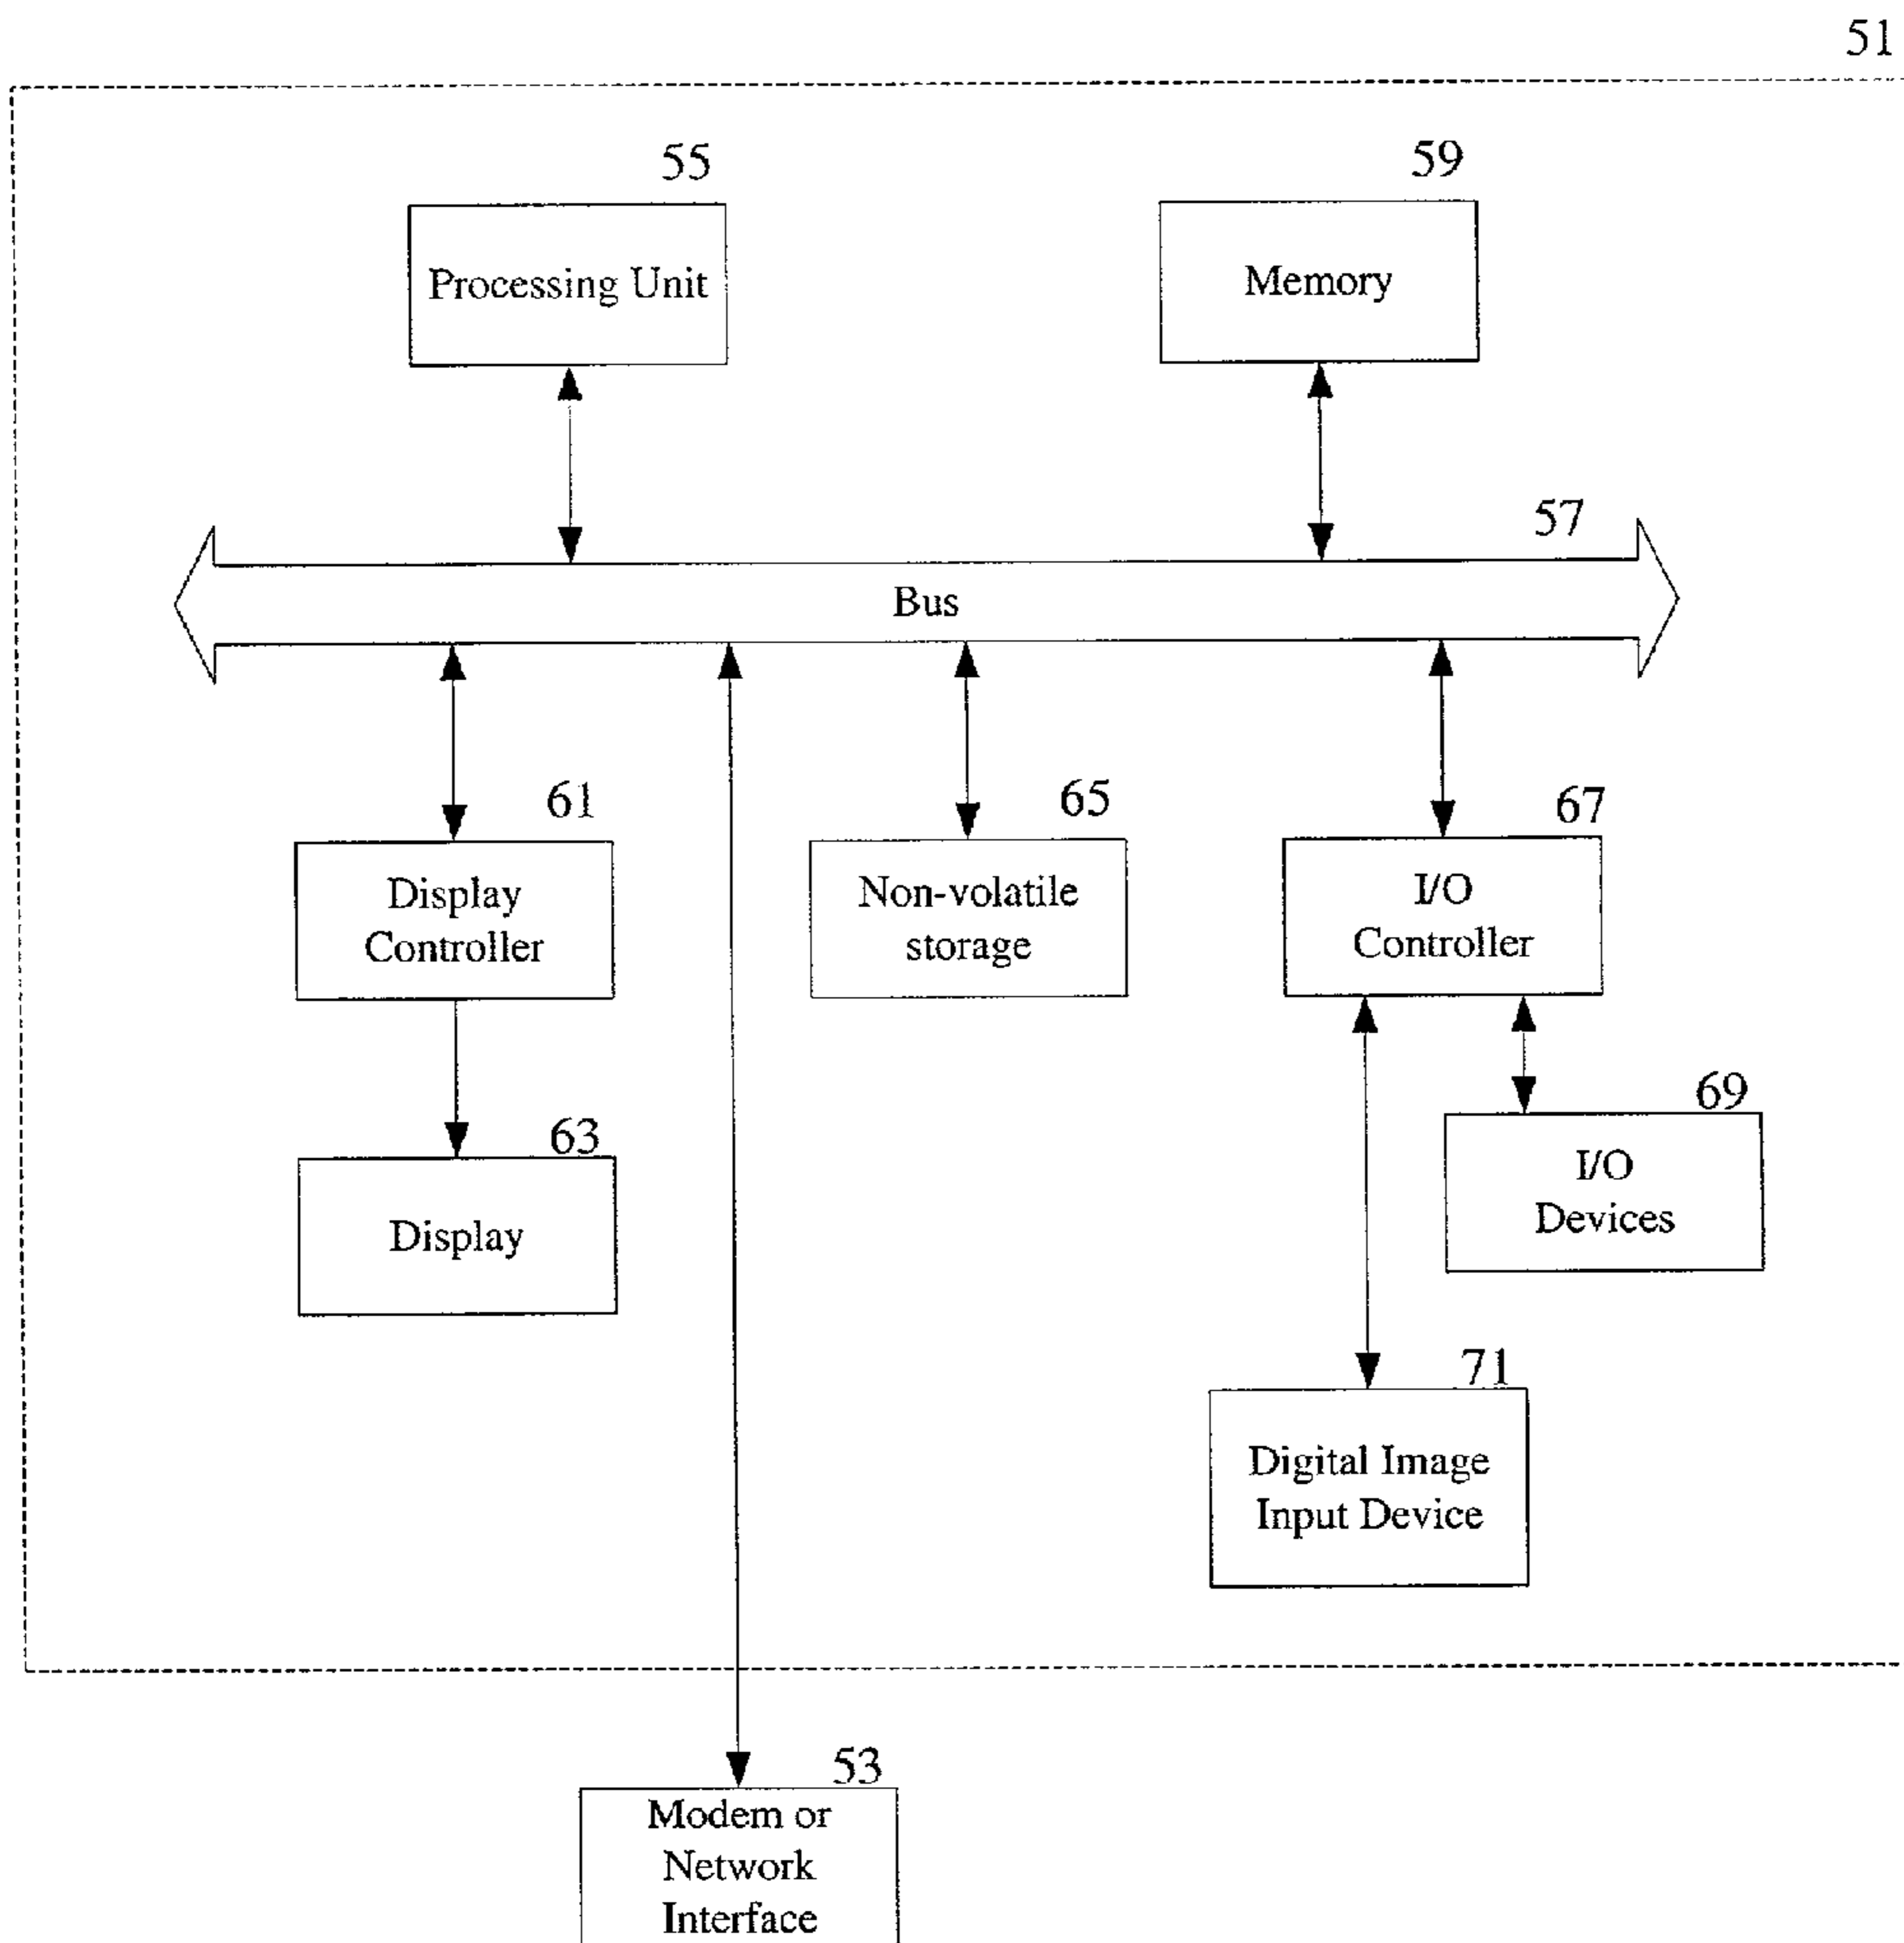 51
55
59
Processing Unit
Memory
57
Bus
61
65
67
Display
Controller
Non-volatile
storage
I/O
Controller
63
69
Display
I/O
Devices
71
Digital Image
Input Device
53
Modem or
Network
Interface